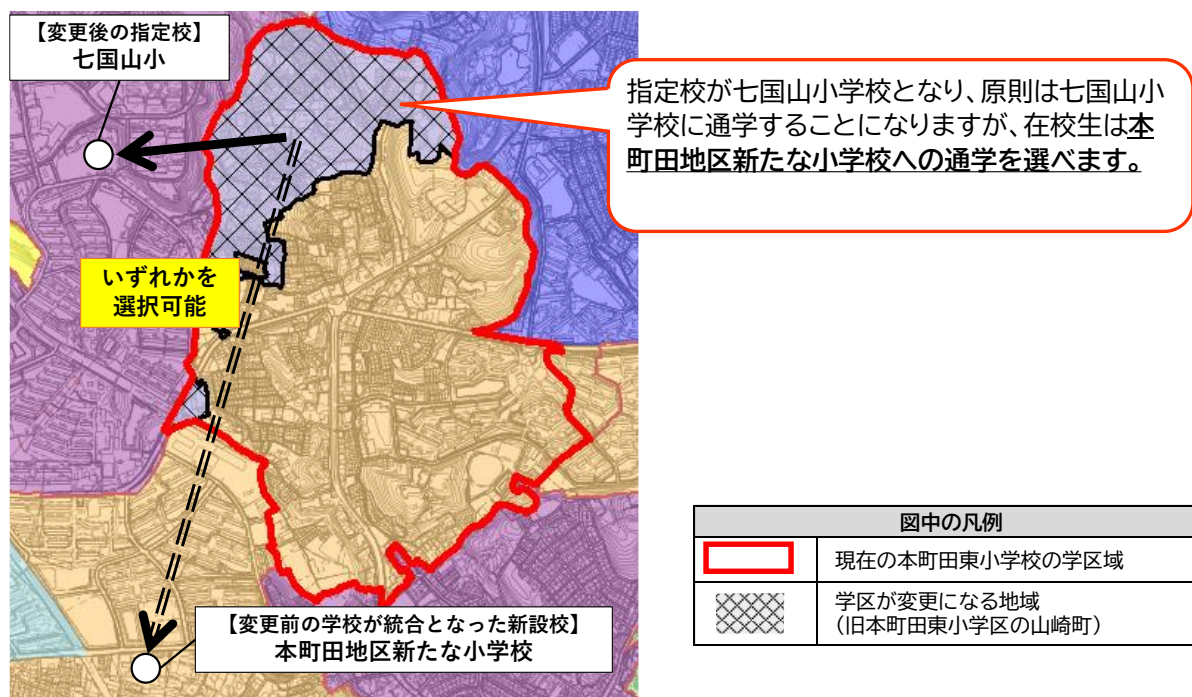 【変更後の指定校】
七国山小
指定校が七国山小学校となり、原則は七国山小
学校に通学することになりますが、在校生は本
町田地区新たな小学校への通学を選べます。
いずれかを
選択可能
【変更前の学校が統合となった新設校】
本町田地区新たな小学校
図中の凡例
現在の本町田東小学校の学区域
学区が変更になる地域
（旧本町田東小学区の山崎町）